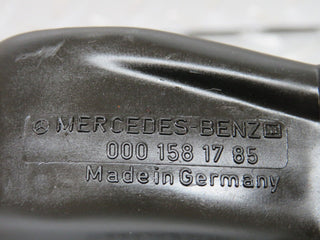 MERCEDES-BENZ
000 158 17 85
Made in Germany